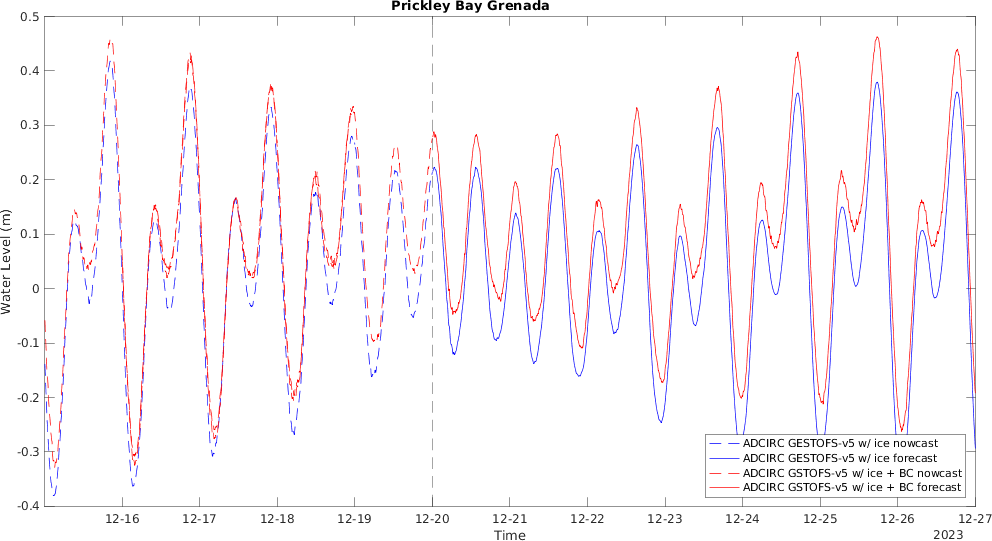 Prickley Bay Grenada
0.5
0.4
0.3
0.2
0.1
0
-0.1
-0.2
-0.3
-0.4
Water Level (m)
ADCIRC GESTOFS-v5 w/ ice nowcast
ADCIRC GESTOFS-v5 w/ ice forecast
ADCIRC GSTOFS-v5 w/ ice + BC nowcast
ADCIRC GSTOFS-v5 w/ ice + BC forecast
12-16 12-17 12-18 12-19 12-20 12-21 12-22 12-23 12-24 12-25 12-26 12-27
Time
2023